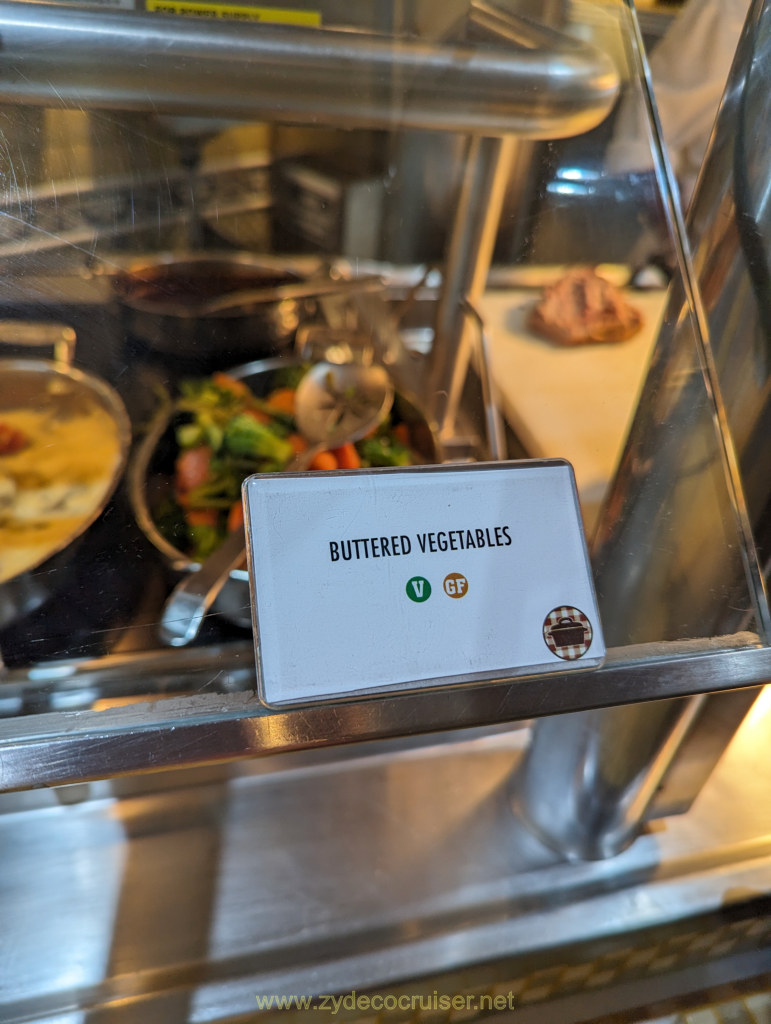 BUTTERED VEGETABLES
V GF
www.zydecocruiser.net